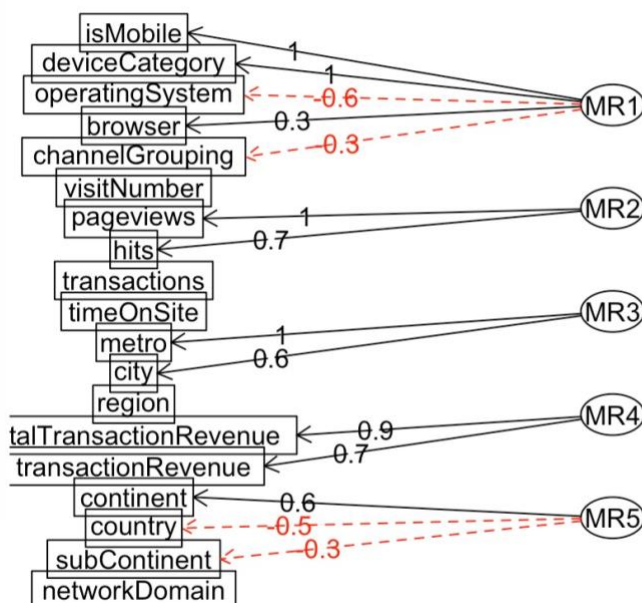 isMobile
1
deviceCategory
1
operatingSystem
-0.6
MR1
browser
0.3
channelGrouping
-0.3
visitNumber
pageviews
1
MR2
hits
0.7
transactions
timeOnSite
metro
1
MR3
city
0.6
region
talTransactionRevenue
0.9
MR4
transactionRevenue
0.7
continent
0.6
country
-0.5
MR5
subContinent
-0.3
networkDomain